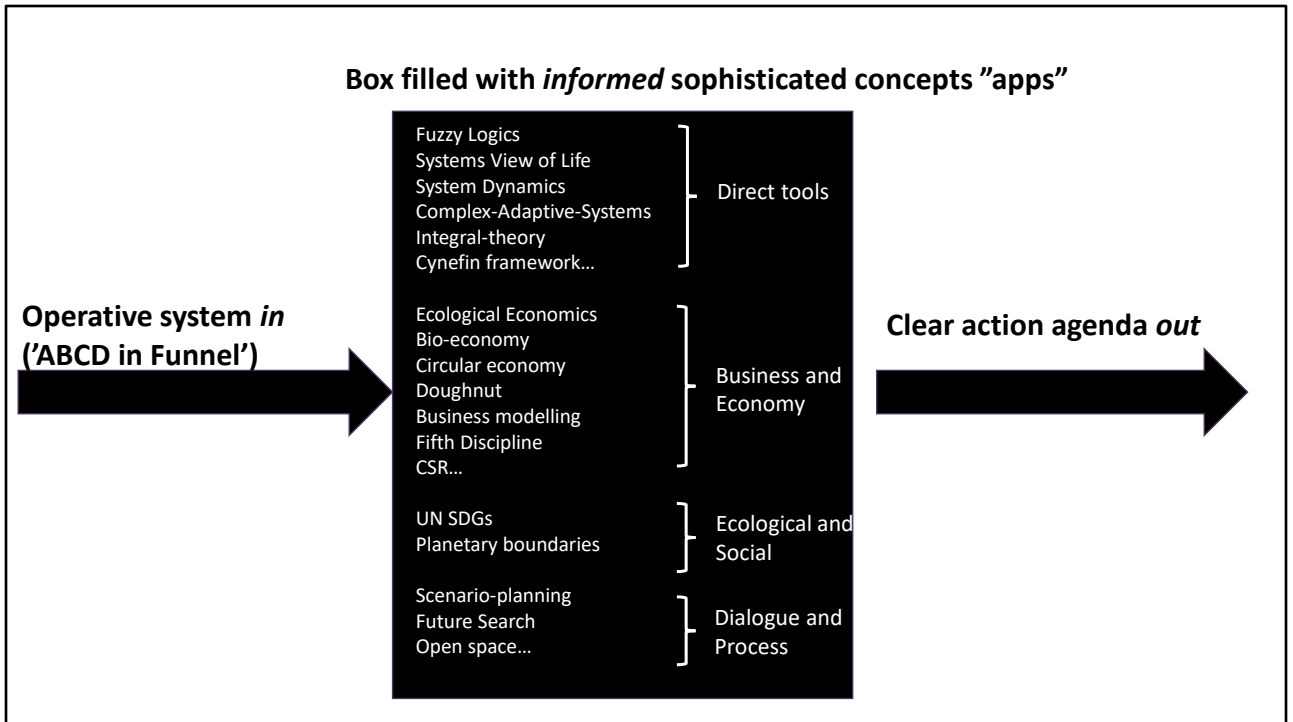 Box filled with informed sophisticated concepts ”apps”
Fuzzy Logics
Systems View of Life
System Dynamics
Complex-Adaptive-Systems
Integral-theory
Cynefin framework...
Direct tools
Operative system in
(’ABCD in Funnel’)
Ecological Economics
Bio-economy
Circular economy
Doughnut
Business modelling
Fifth Discipline
CSR...
Business and
Economy
Clear action agenda out
UN SDGs
Planetary boundaries
Ecological and
Social
Scenario-planning
Future Search
Open space...
Dialogue and
Process